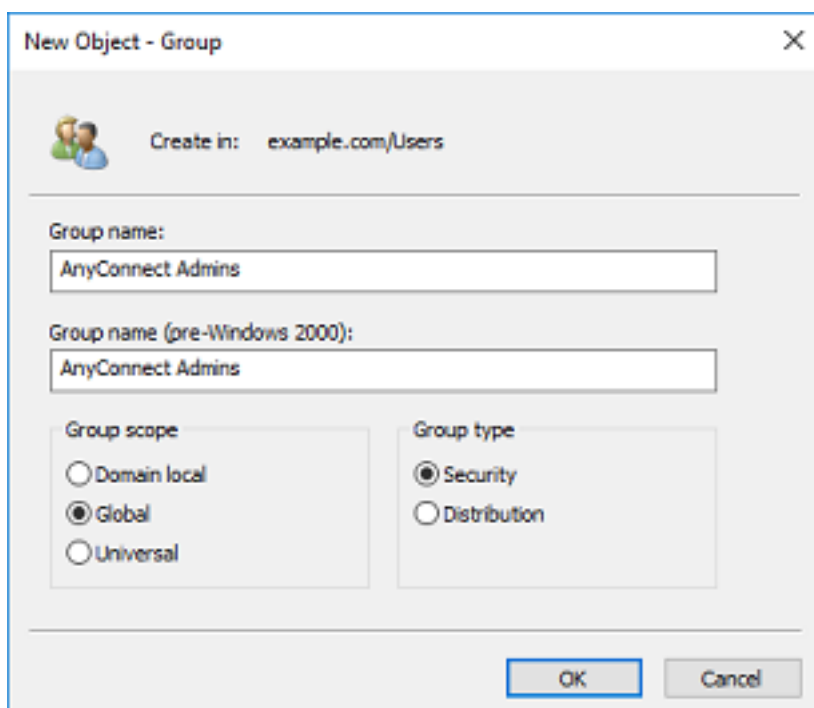 New Object - Group
Create in: example.com/Users
Group name:
AnyConnect Admins
Group name (pre-Windows 2000):
AnyConnect Admins
Group scope
Domain local
Global
Universal
Group type
Security
Distribution
OK
Cancel